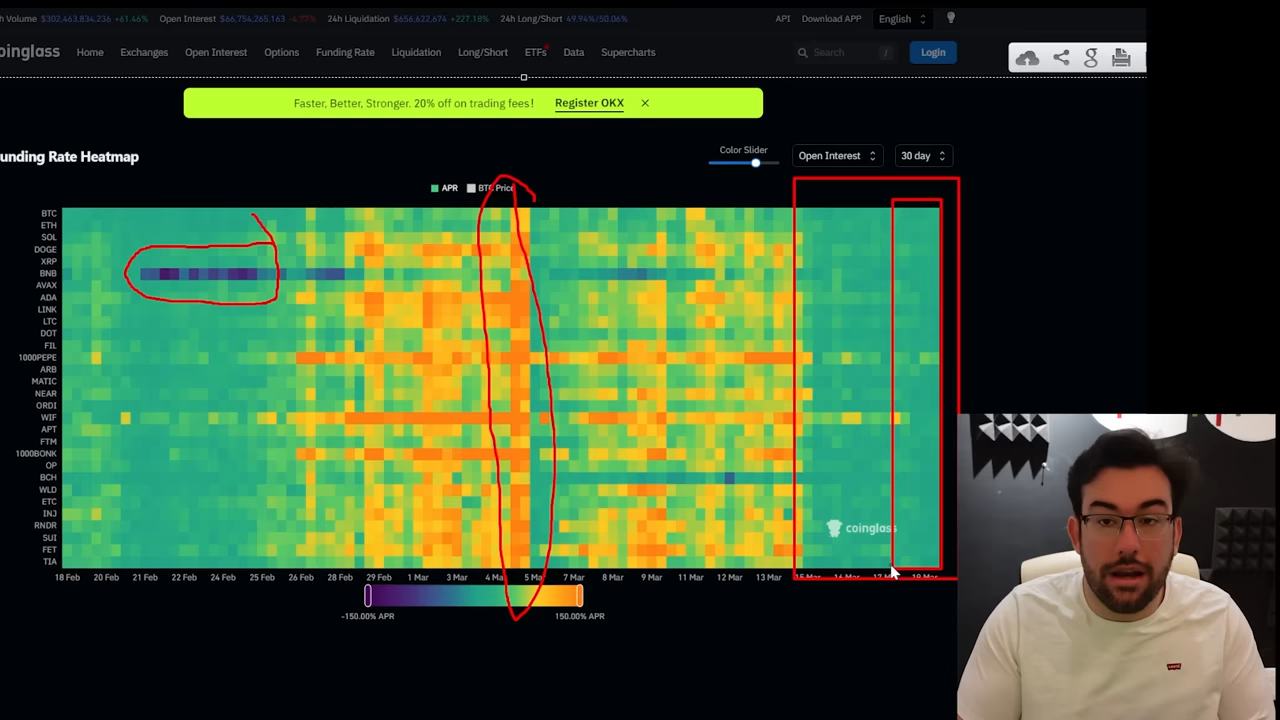 h Volume $302,463,834,236 +61.46% Open Interest $66,754,265,163 -4.77% 24h Liquidation $656,622,674 +227.18% 24h Long/Short 49.94%/50.06% API Download APP English
oinglass Home Exchanges Open Interest Options Funding Rate Liquidation Long/Short ETFs Data Supercharts Search / Login
Faster, Better, Stronger. 20% off on trading fees! Register OKX
unding Rate Heatmap
Color Slider
Open Interest 30 day
APR BTC Price
BTC
ETH
SOL
DOGE
XRP
BNB
AVAX
ADA
LINK
LTC
DOT
FIL
1000PEPE
ARB
MATIC
NEAR
ORDI
WIF
APT
FTM
1000BONK
OP
BCH
WLD
ETC
INJ
RNDR
SUI
FET
TIA
coinglass
18 Feb 20 Feb 21 Feb 22 Feb 24 Feb 25 Feb 26 Feb 28 Feb 29 Feb 1 Mar 3 Mar 4 Mar 5 Mar 7 Mar 8 Mar 9 Mar 11 Mar 12 Mar 13 Mar 15 Mar 16 Mar 17 M 18 Mar
-150.00% APR 150.00% APR